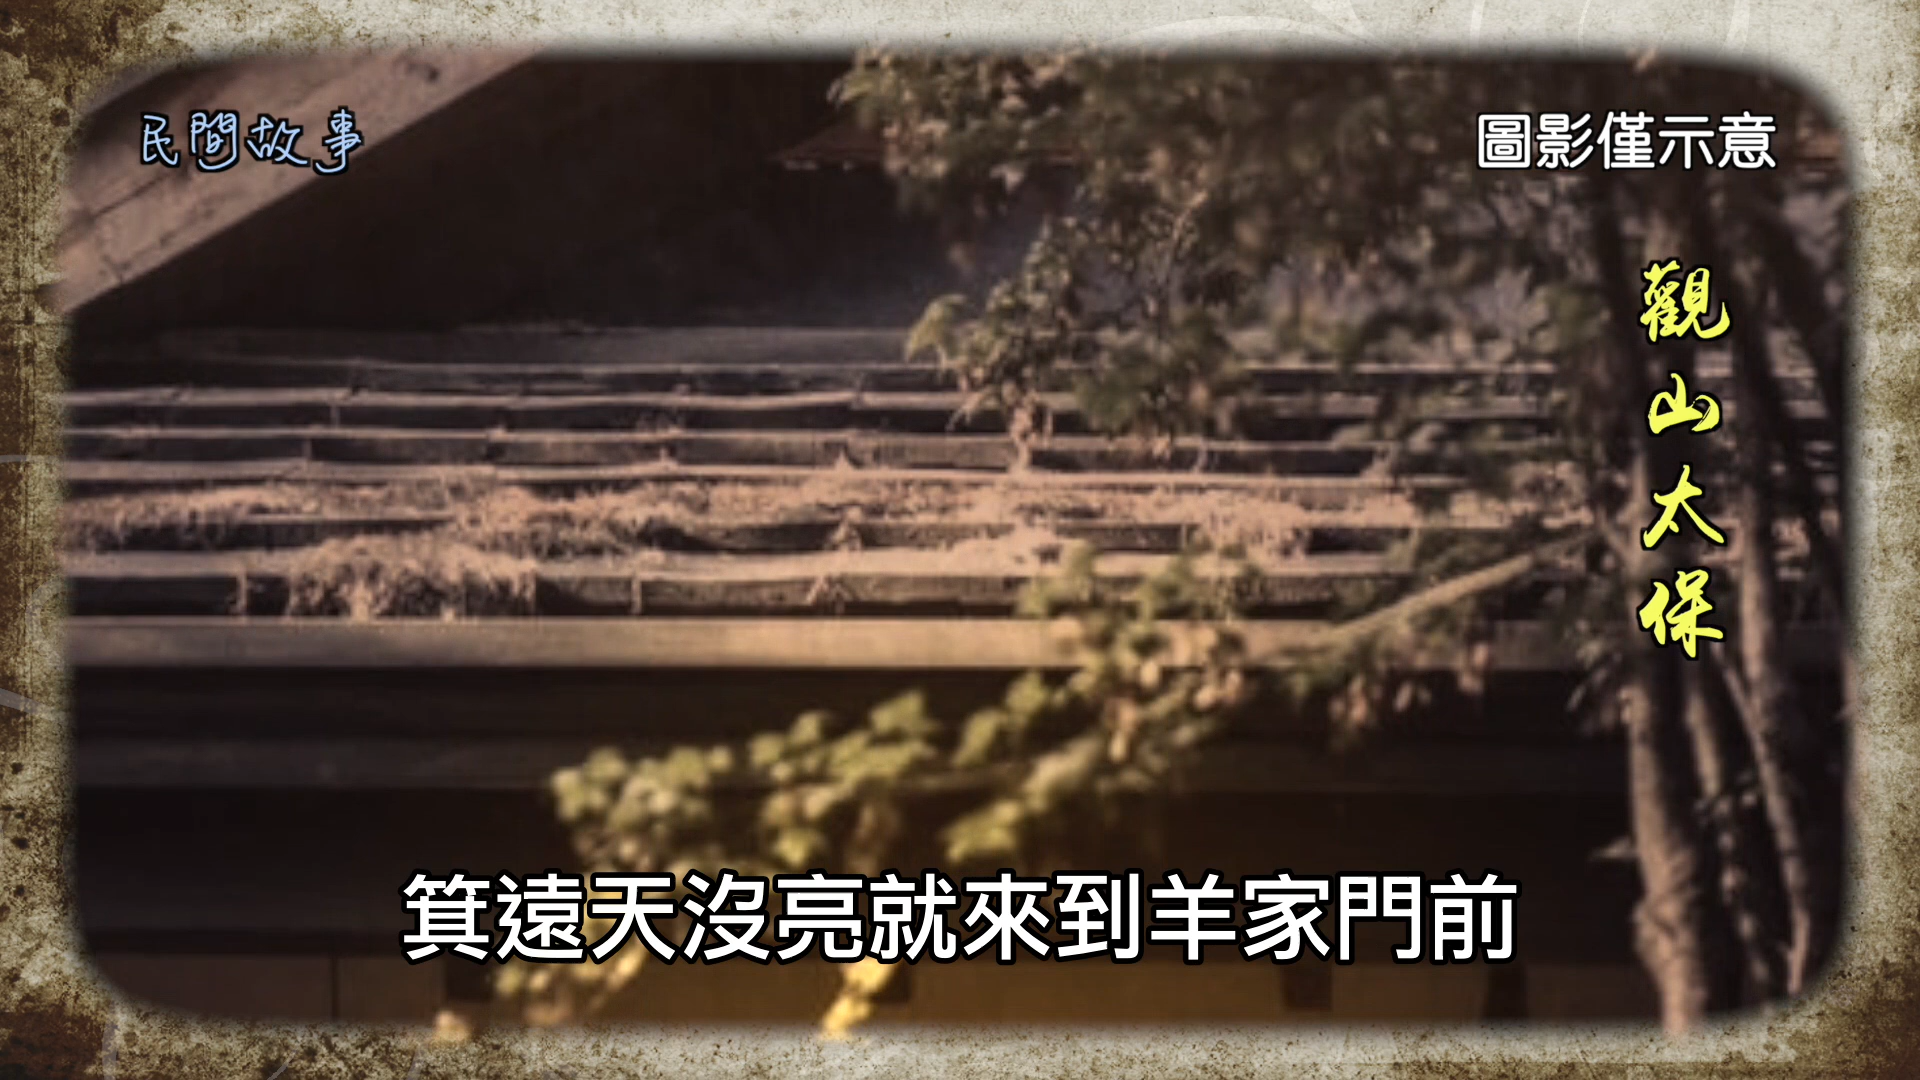 民間故事
圖影僅示意
觀山太保
箕遠天沒亮就來到羊家門前